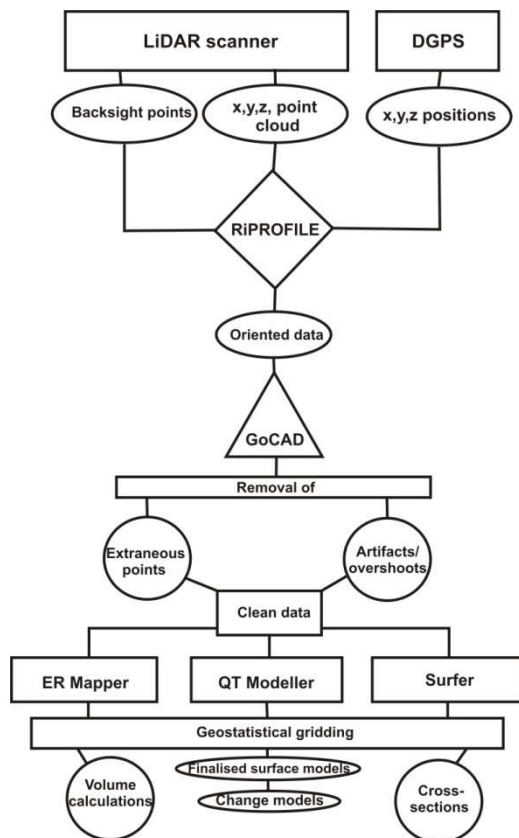 LiDAR scanner
DGPS
Backsight points
x,y,z, point
cloud
x,y,z positions
RiPROFILE
Oriented data
GoCAD
Removal of
Extraneous
points
Artifacts/
overshoots
Clean data
ER Mapper
QT Modeller
Surfer
Geostatistical gridding
Volume
calculations
Finalised surface models
Change models
Cross-
sections